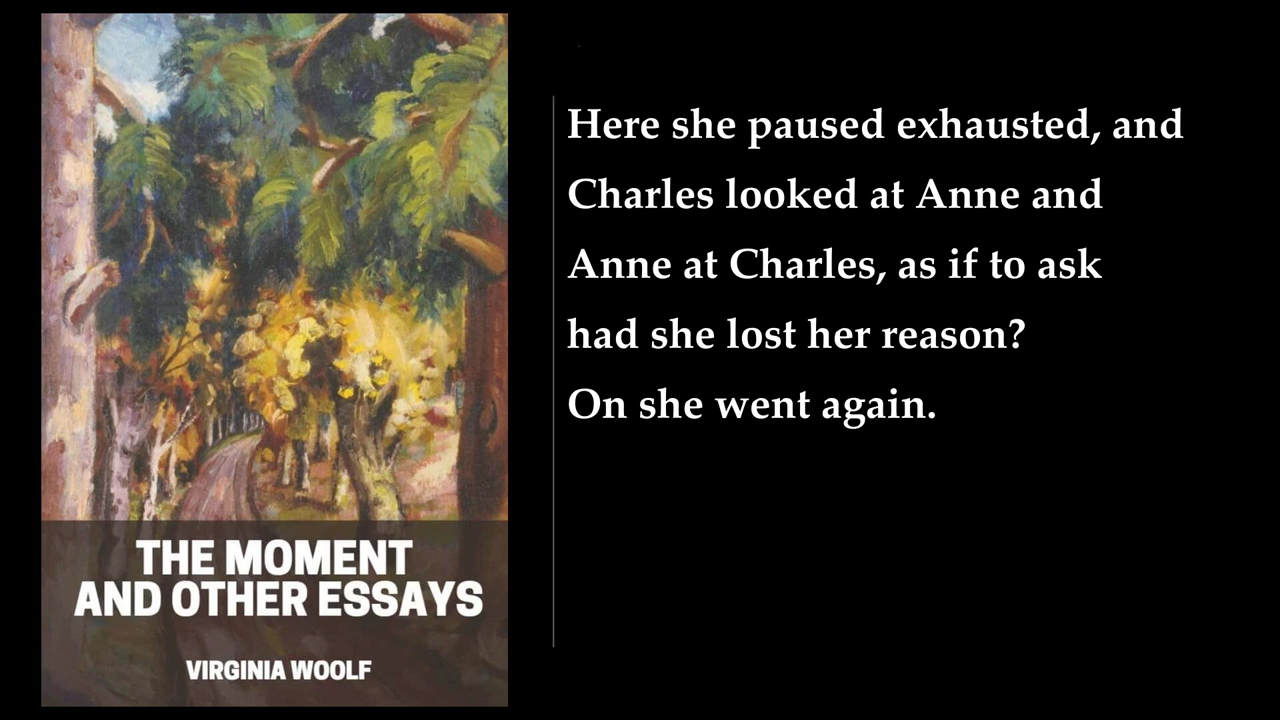 THE MOMENT
AND OTHER ESSAYS
VIRGINIA WOOLF
Here she paused exhausted, and
Charles looked at Anne and
Anne at Charles, as if to ask
had she lost her reason?
On she went again.